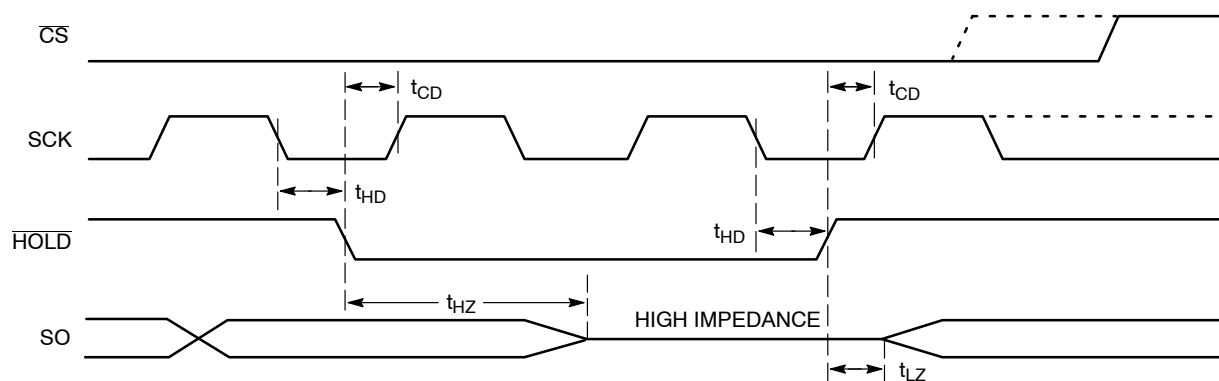 CS
tCD
tCD
SCK
tHD
HOLD
tHD
tHZ
HIGH IMPEDANCE
SO
tLZ